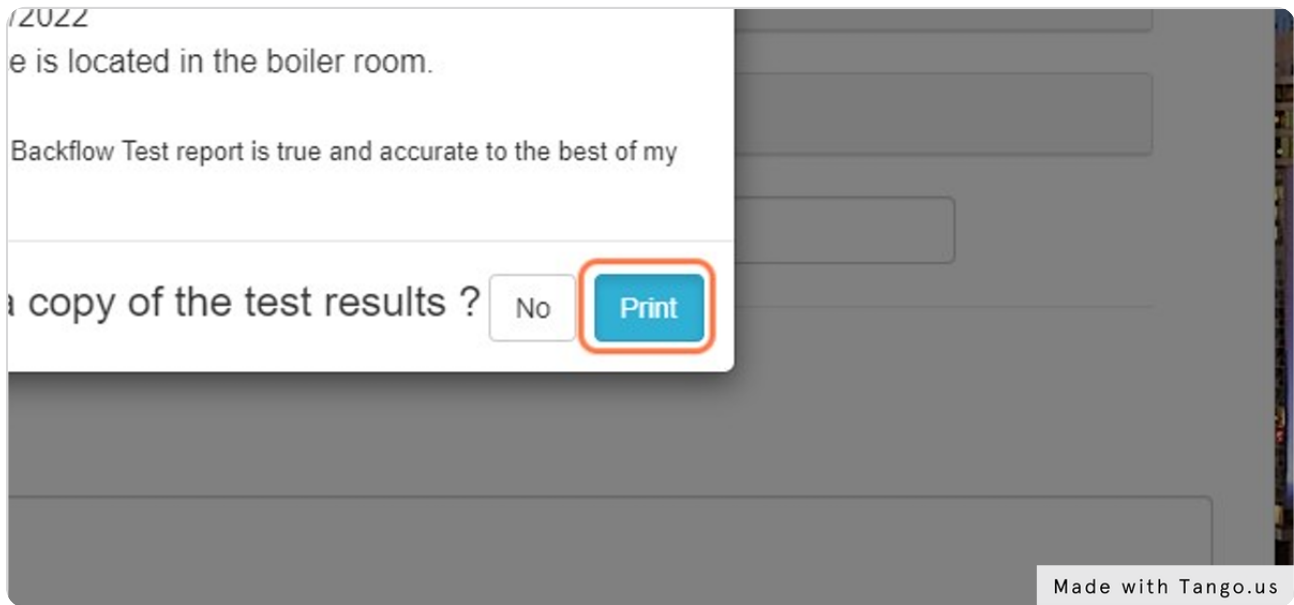 /2022
e is located in the boiler room.
Backflow Test report is true and accurate to the best of my
copy of the test results ?
No
Print
Made with Tango.us